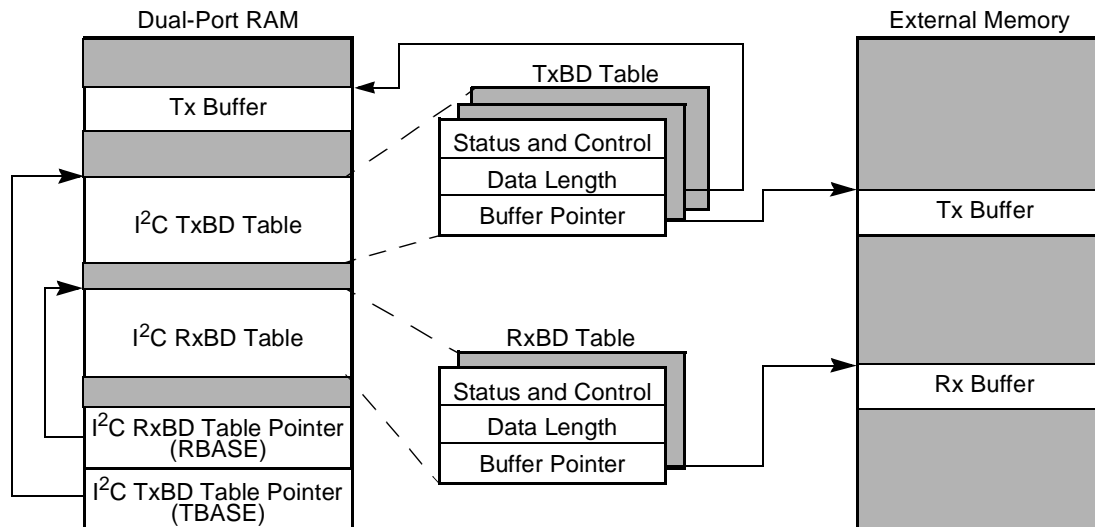 Dual-Port RAM
Tx Buffer
I²C TxBD Table
I²C RxBD Table
I²C RxBD Table Pointer
(RBASE)
I²C TxBD Table Pointer
(TBASE)
TxBD Table
Status and Control
Data Length
Buffer Pointer
RxBD Table
Status and Control
Data Length
Buffer Pointer
External Memory
Tx Buffer
Rx Buffer